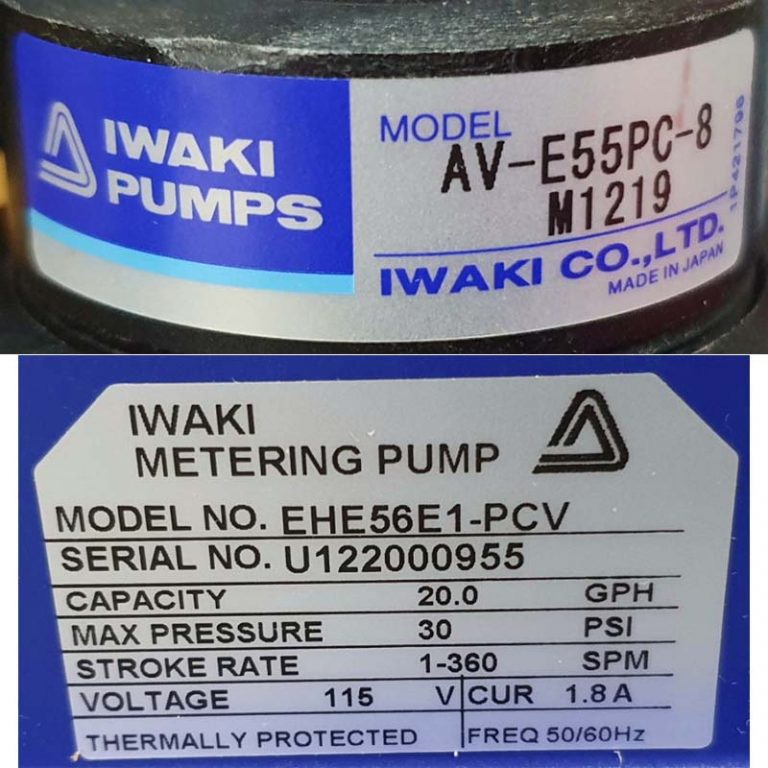 IWAKI
PUMPS
MODEL
AV-E55PC-8
M1219
IWAKI CO.,LTD.
MADE IN JAPAN
1P421796
IWAKI
METERING PUMP
MODEL NO. EHE56E1-PCV
SERIAL NO. U122000955
CAPACITY 20.0 GPH
MAX PRESSURE 30 PSI
STROKE RATE 1-360 SPM
VOLTAGE 115 V CUR 1.8 A
THERMALLY PROTECTED FREQ 50/60Hz